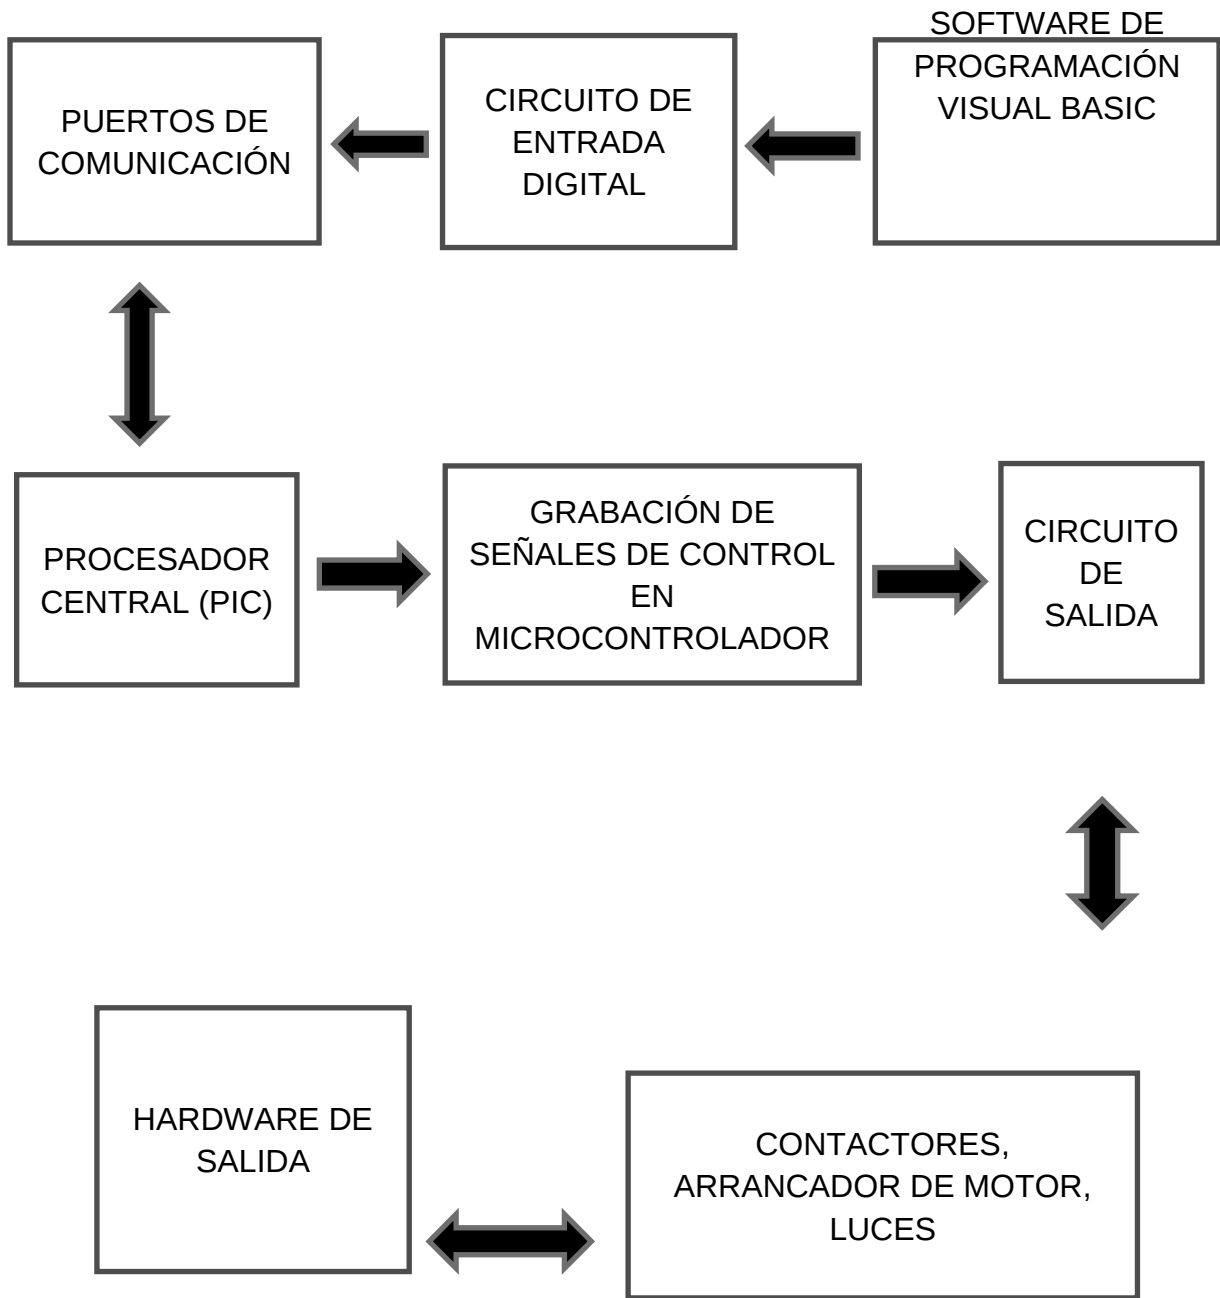 PUERTOS DE
COMUNICACIÓN
CIRCUITO DE
ENTRADA
DIGITAL
SOFTWARE DE
PROGRAMACIÓN
VISUAL BASIC
PROCESADOR
CENTRAL (PIC)
GRABACIÓN DE
SEÑALES DE CONTROL
EN
MICROCONTROLADOR
CIRCUITO
DE
SALIDA
HARDWARE DE
SALIDA
CONTACTORES,
ARRANCADOR DE MOTOR,
LUCES